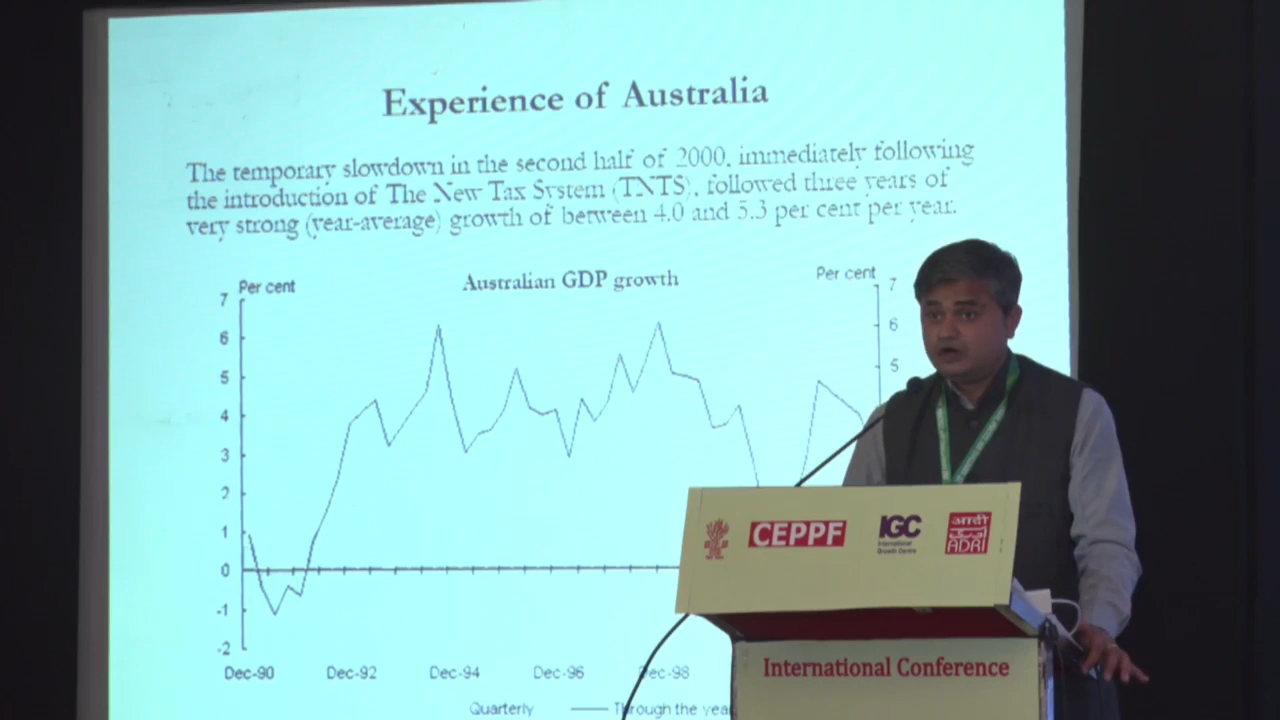 Experience of Australia
The temporary slowdown in the second half of 2000, immediately following
the introduction of The New Tax System (TNTS), followed three years of
very strong (year-average) growth of between 4.0 and 5.3 per cent per year.
Per cent
Australian GDP growth
Per cent
7
6
5
4
3
2
1
0
-1
-2
7
6
5
Dec-90
Dec-92
Dec-94
Dec-96
Dec-98
Quarterly
Through the year
CEPPF
IGC
International
Growth Centre
आद्री
ADRI
International Conference